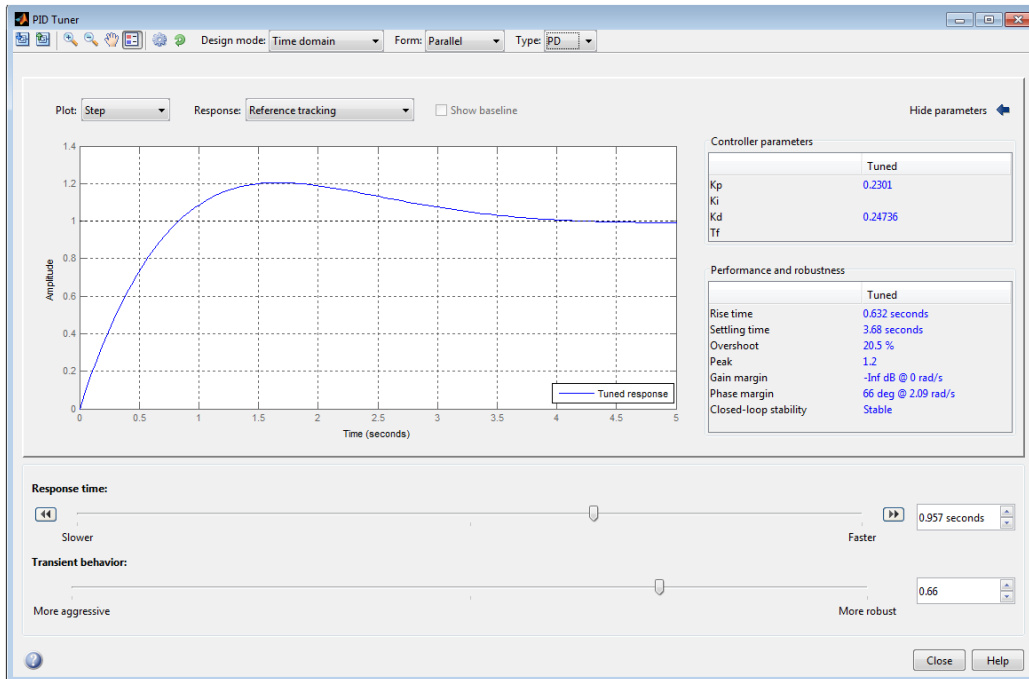 PID Tuner
Design mode: Time domain Form: Parallel Type: PD
Plot: Step Response: Reference tracking Show baseline Hide parameters
1.4
1.2
1
0.8
0.6
0.4
0.2
0
Amplitude
0 0.5 1 1.5 2 2.5 3 3.5 4 4.5 5
Time (seconds)
Tuned response
Controller parameters
Tuned
Kp 0.2301
Ki
Kd 0.24736
Tf
Performance and robustness
Tuned
Rise time 0.632 seconds
Settling time 3.68 seconds
Overshoot 20.5 %
Peak 1.2
Gain margin -Inf dB @ 0 rad/s
Phase margin 66 deg @ 2.09 rad/s
Closed-loop stability Stable
Response time:
Slower Faster
0.957 seconds
Transient behavior:
More aggressive More robust
0.66
Close Help